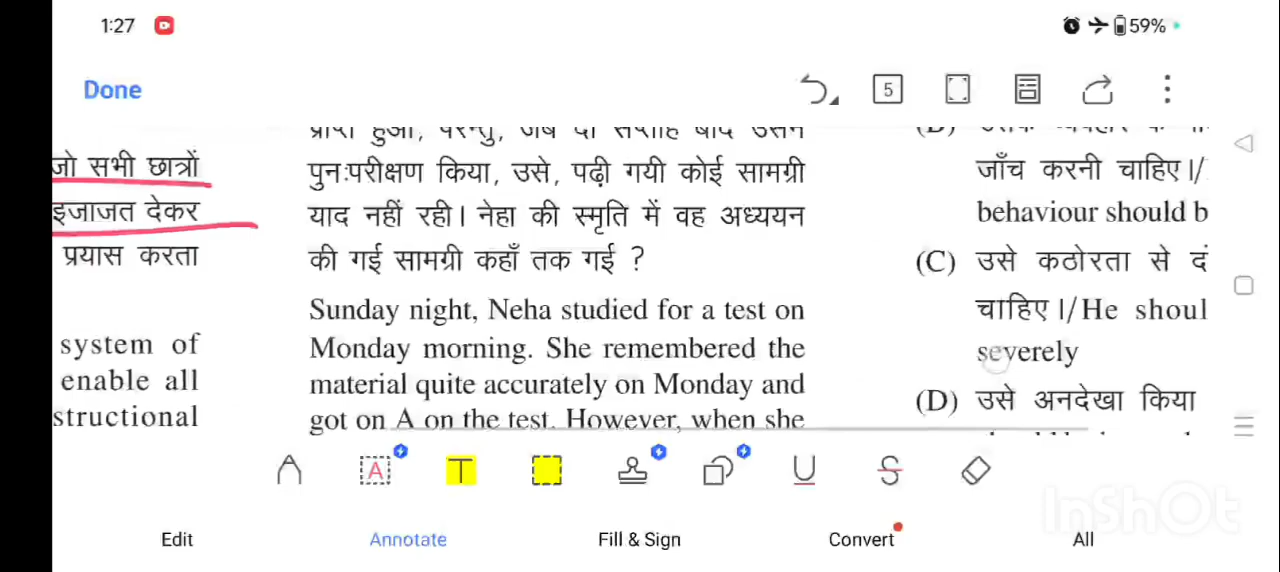 1:27
59%
Done
5
जो सभी छात्रों
इजाजत देकर
प्रयास करता
system of
enable all
structional
प्राप्त हुआ, परन्तु, जब दो सप्ताह बाद उसने
पुनःपरीक्षण किया, उसे, पढ़ी गयी कोई सामग्री
याद नहीं रही। नेहा की स्मृति में वह अध्ययन
की गई सामग्री कहाँ तक गई ?
Sunday night, Neha studied for a test on
Monday morning. She remembered the
material quite accurately on Monday and
got on A on the test. However, when she
जाँच करनी चाहिए।/
behaviour should b
(C) उसे कठोरता से दं
चाहिए।/He shoul
severely
(D) उसे अनदेखा किया
A
T
U
S
Edit
Annotate
Fill & Sign
Convert
All
InShOt